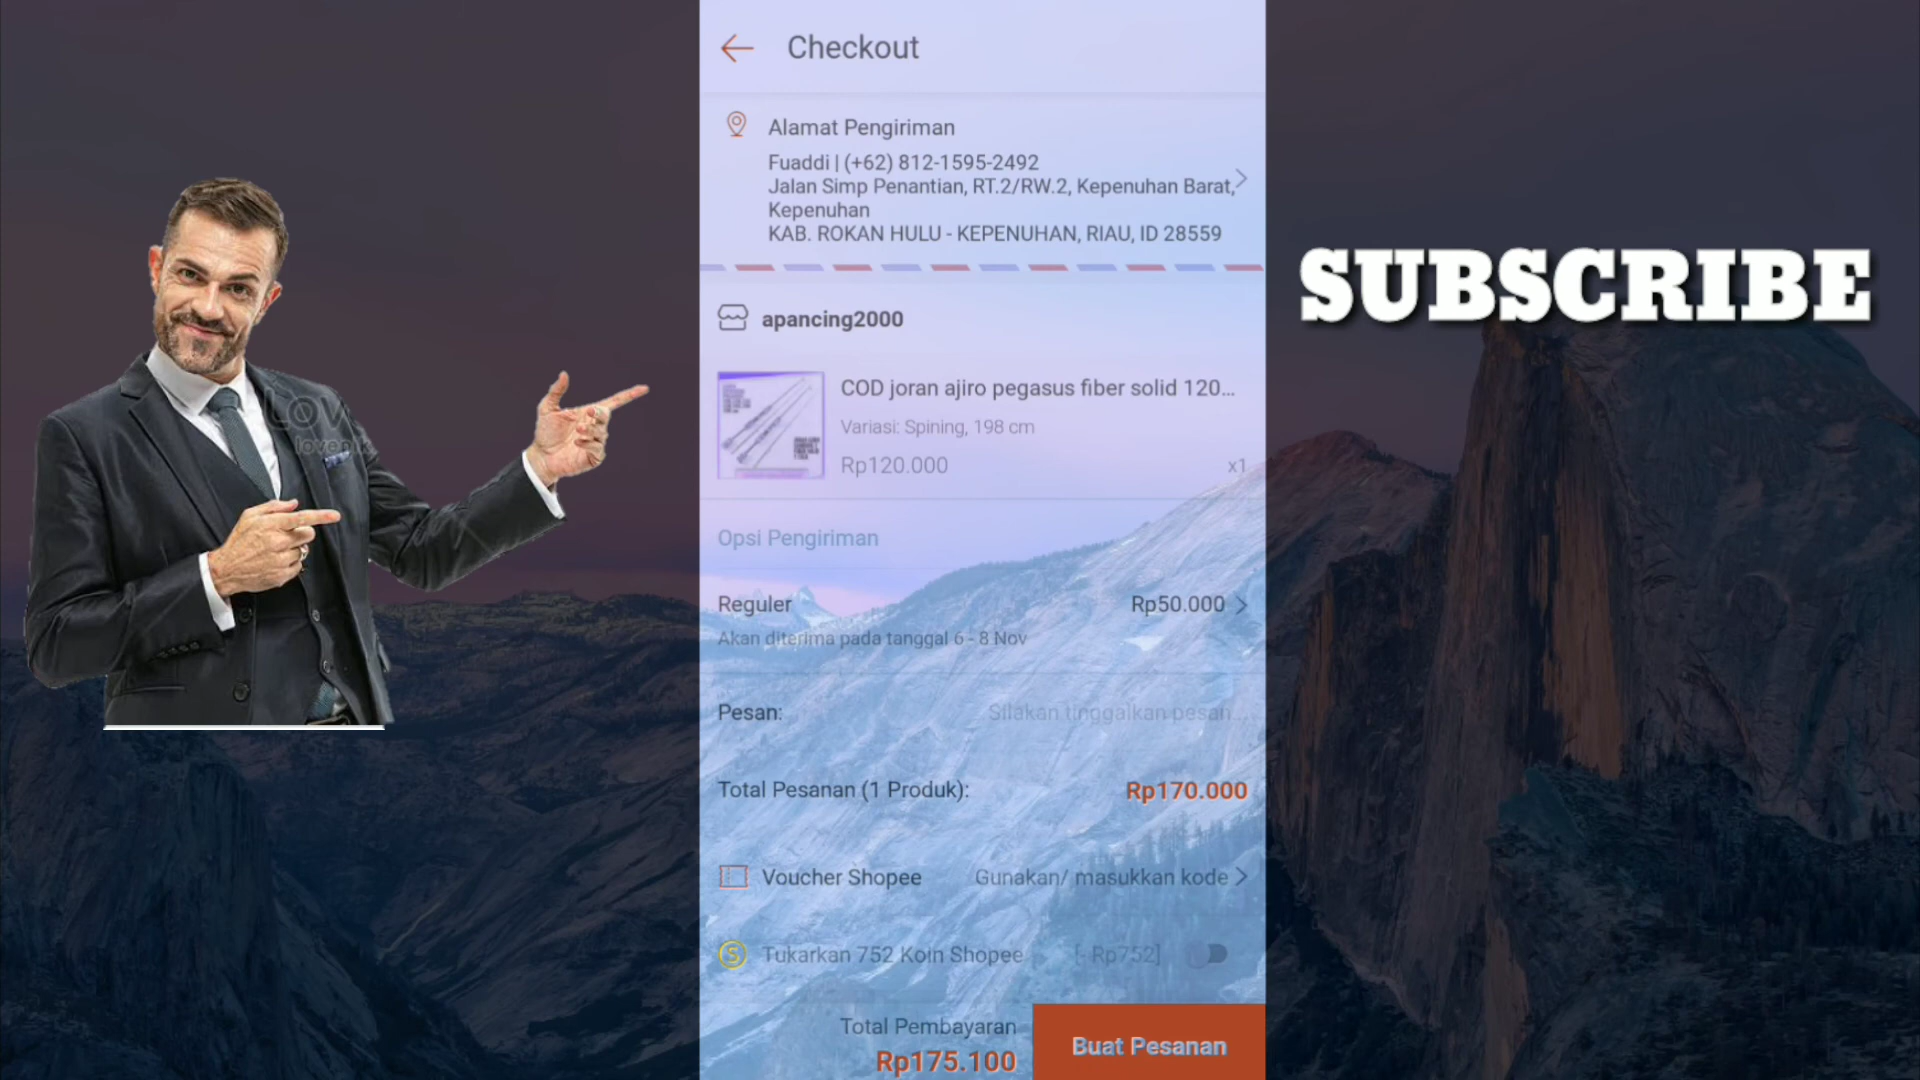 Checkout
Alamat Pengiriman
Fuaddi | (+62) 812-1595-2492
Jalan Simp Penantian, RT.2/RW.2, Kepenuhan Barat,
Kepenuhan
KAB. ROKAN HULU - KEPENUHAN, RIAU, ID 28559
SUBSCRIBE
apancing2000
COD joran ajiro pegasus fiber solid 120...
Variasi: Spining, 198 cm
Rp120.000 x1
Opsi Pengiriman
Reguler Rp50.000
Akan diterima pada tanggal 6 - 8 Nov
Pesan: Silakan tinggalkan pesan...
Total Pesanan (1 Produk): Rp170.000
Voucher Shopee Gunakan/ masukkan kode
Tukarkan 752 Koin Shopee [- Rp752]
Total Pembayaran
Rp175.100
Buat Pesanan